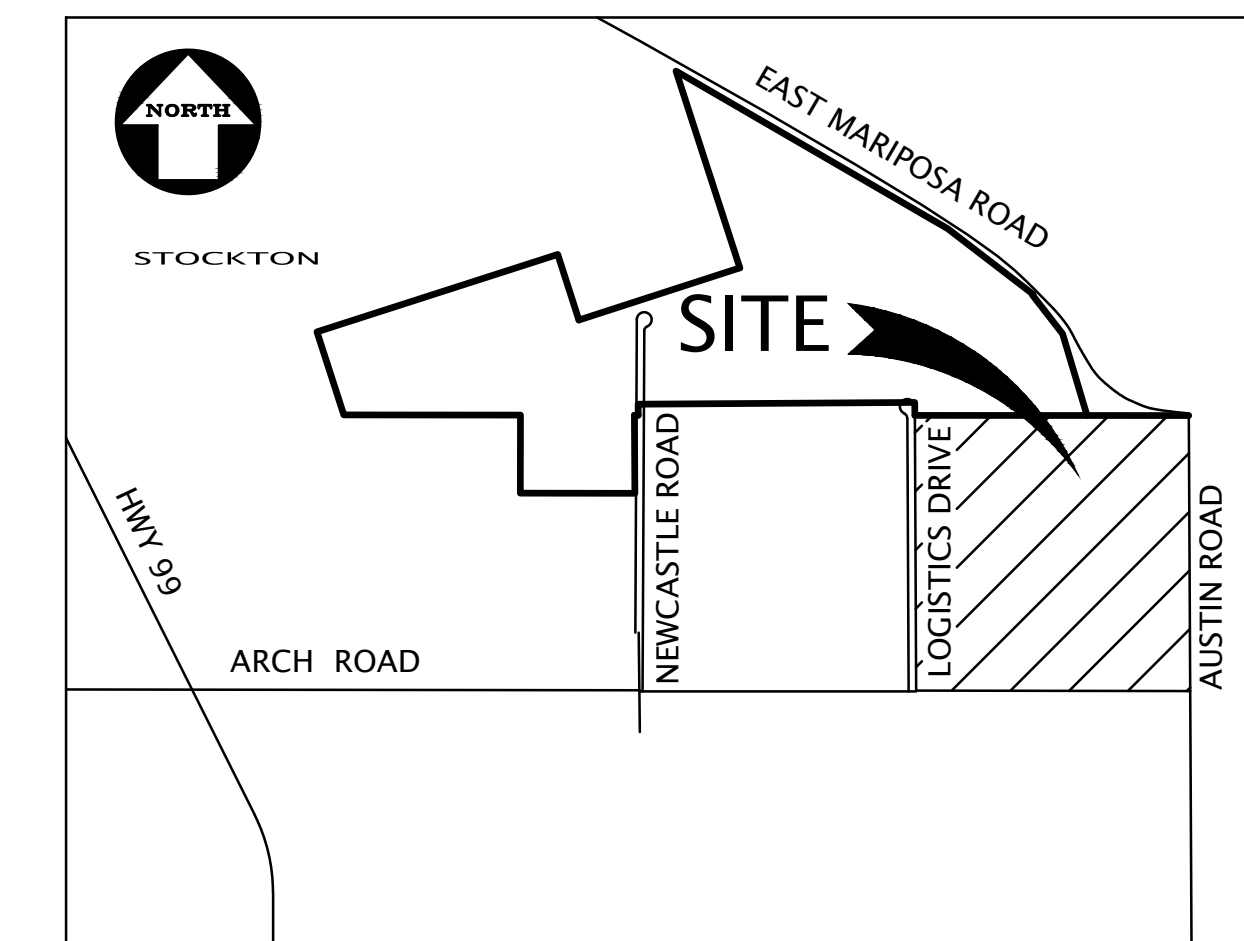 NORTH
STOCKTON
EAST MARIPOSA ROAD
SITE
HWY 99
ARCH ROAD
NEWCASTLE ROAD
LOGISTICS DRIVE
AUSTIN ROAD